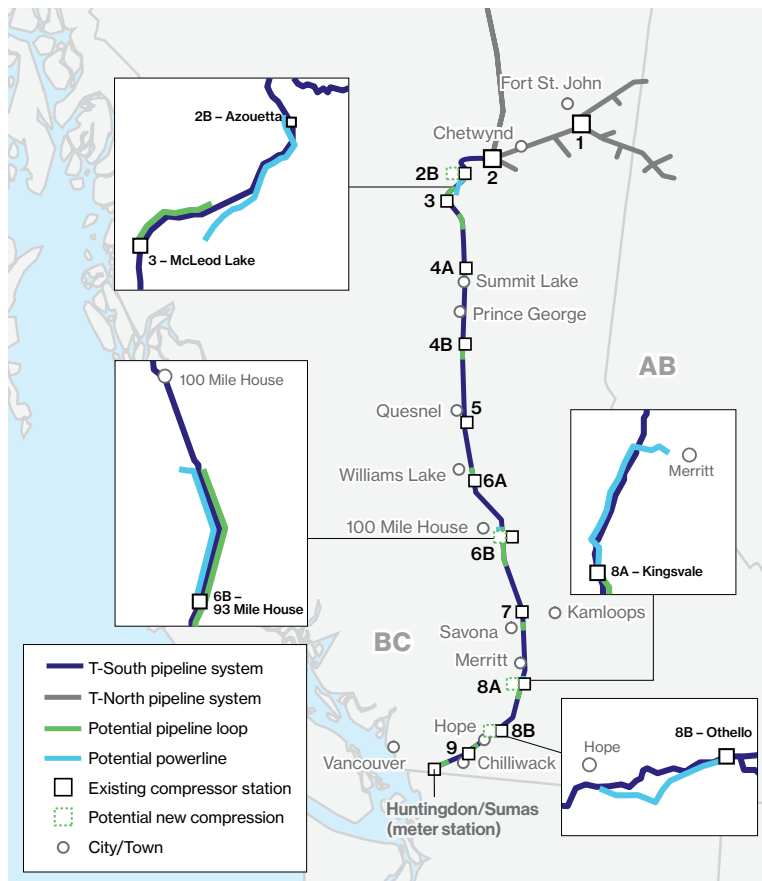 Fort St. John
1
Chetwynd
2
2B
3
2B – Azouetta
3 – McLeod Lake
4A
Summit Lake
Prince George
4B
AB
Quesnel
5
Williams Lake
6A
100 Mile House
6B
100 Mile House
6B –
93 Mile House
Merritt
8A – Kingsvale
7
Kamloops
Savona
BC
Merritt
8A
Hope
8B
9
Vancouver
Chilliwack
Huntingdon/Sumas
(meter station)
8B – Othello
Hope
T-South pipeline system
T-North pipeline system
Potential pipeline loop
Potential powerline
Existing compressor station
Potential new compression
City/Town